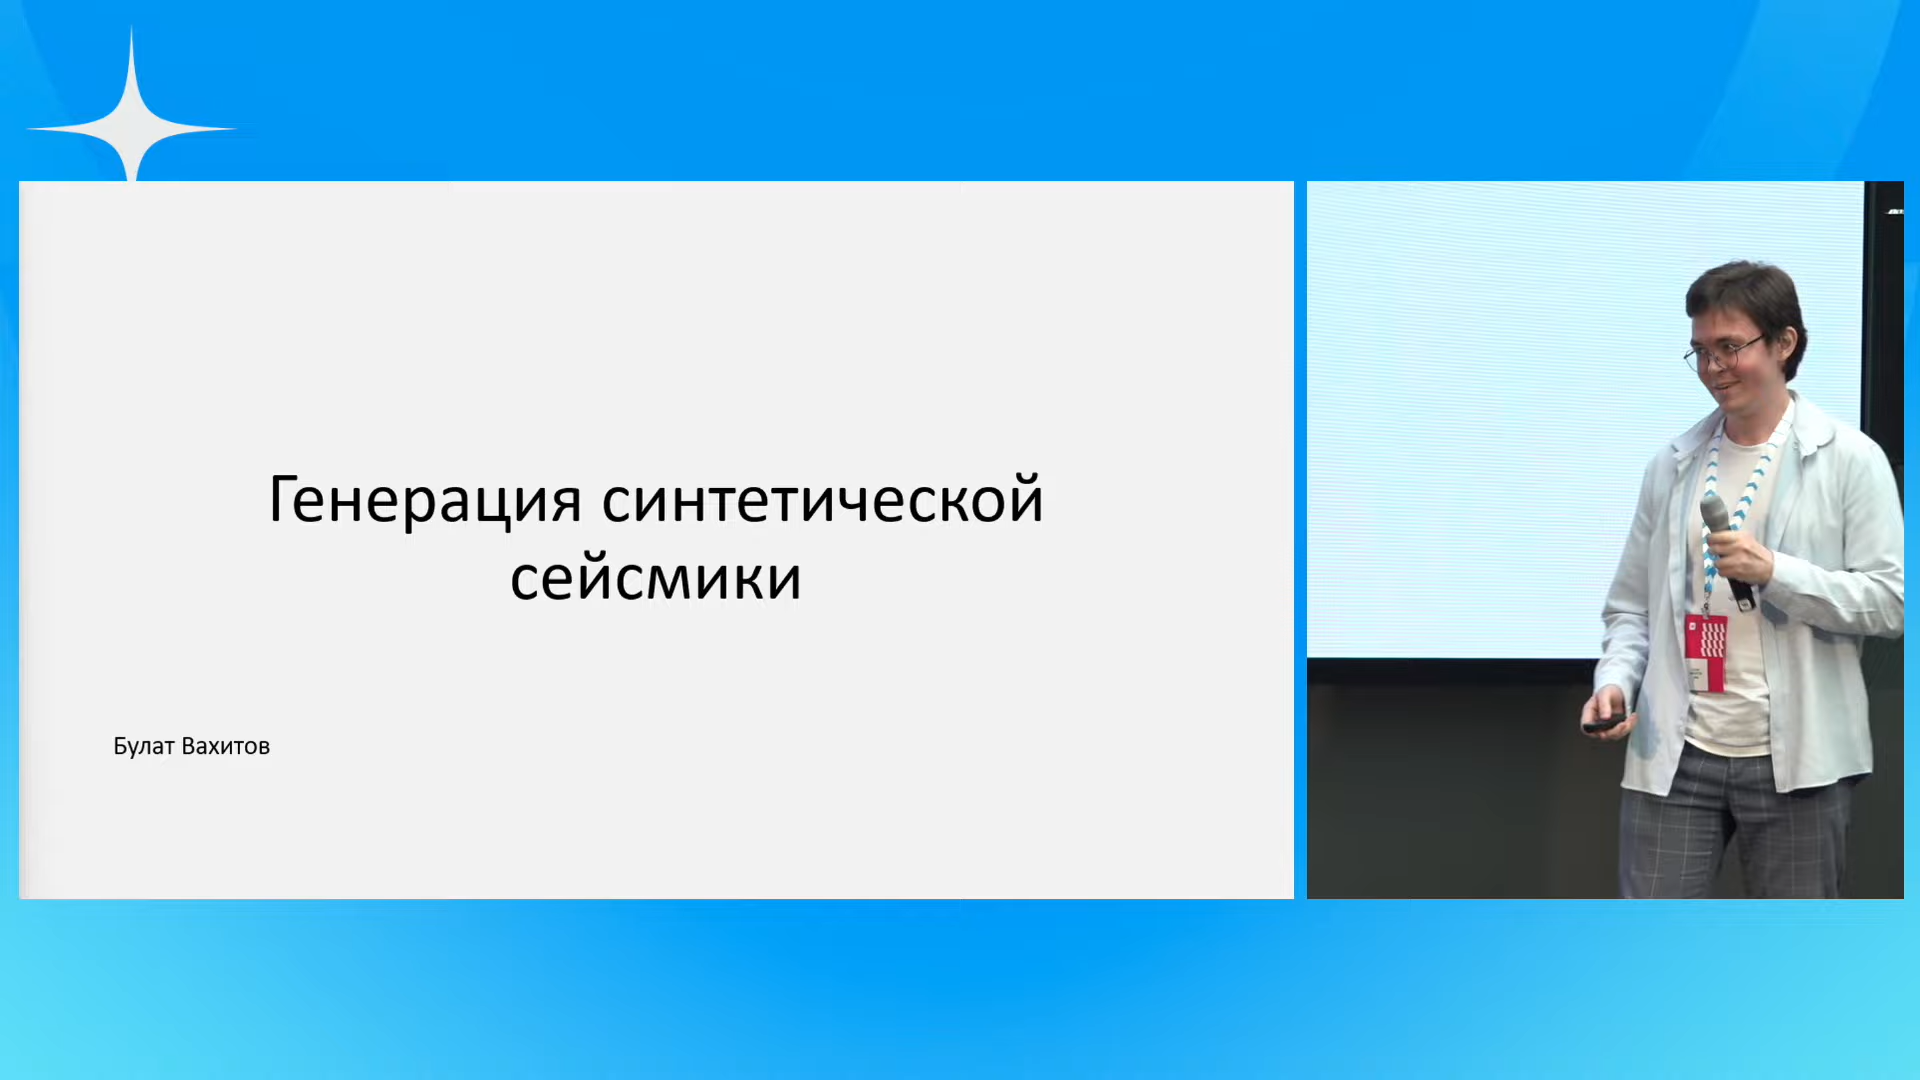 Генерация синтетической
сейсмики
Булат Вахитов